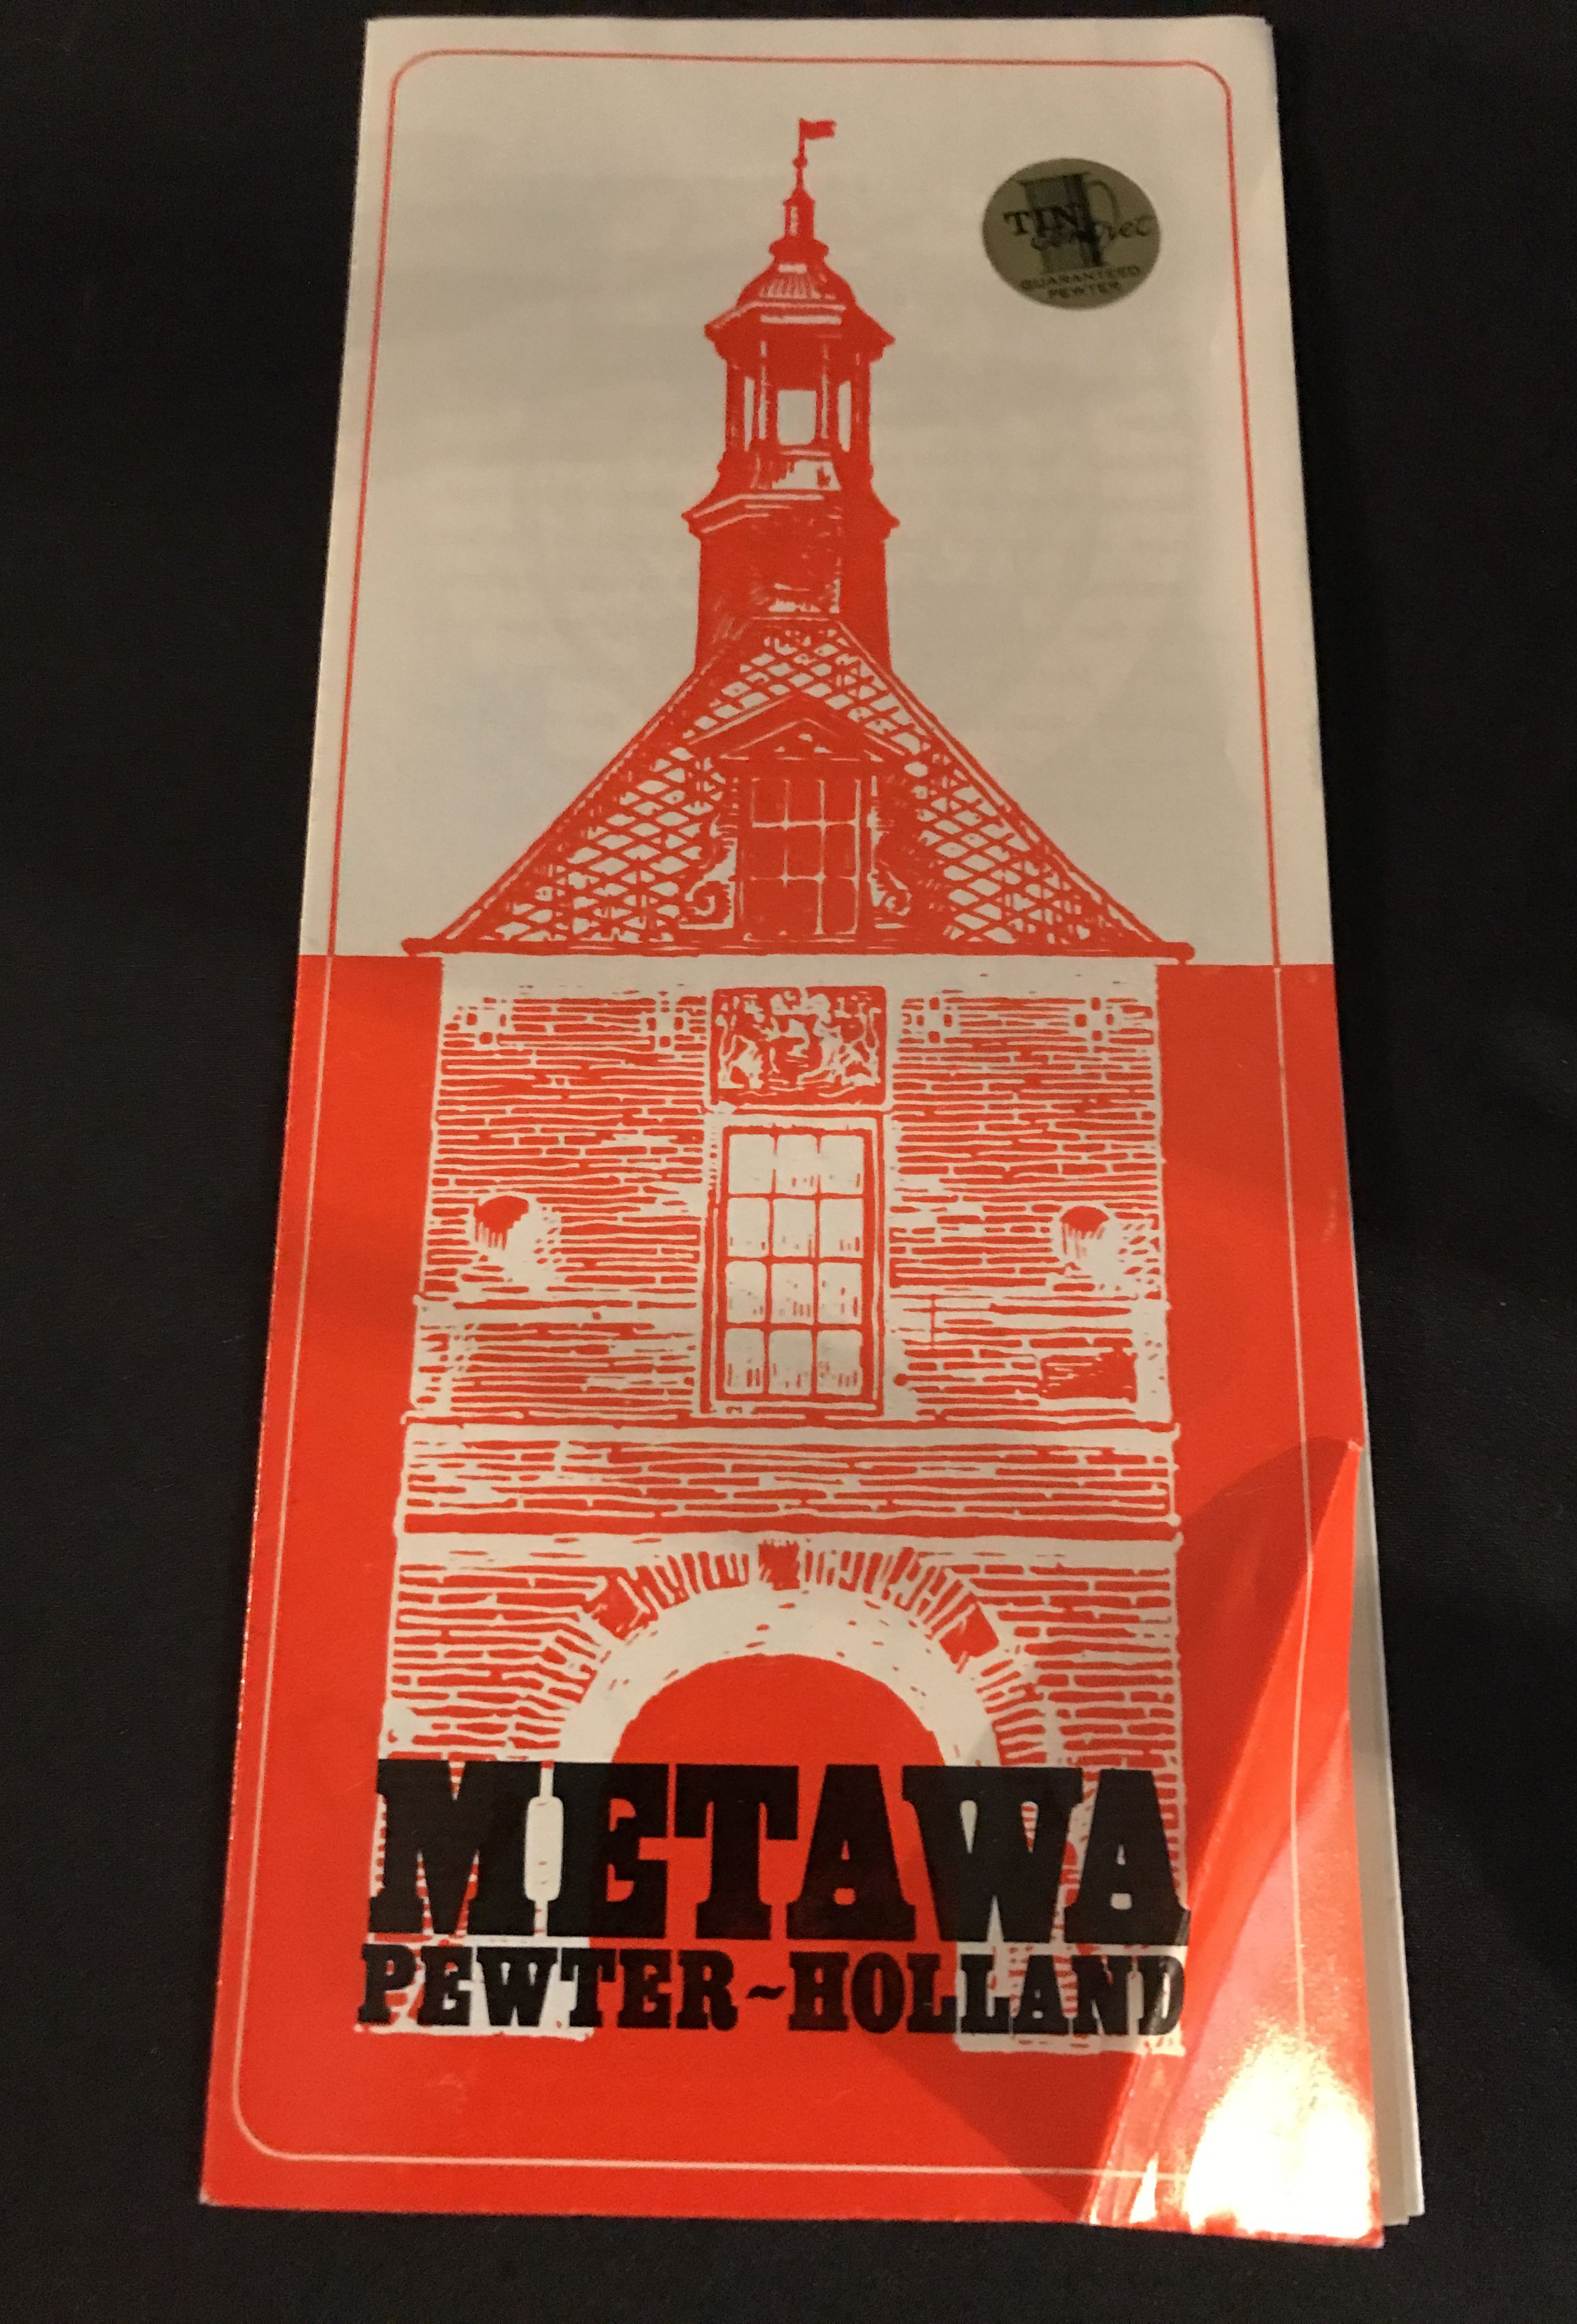 TIN
GUARANTEED
PEWTER
METAWA
PEWTER~HOLLAND